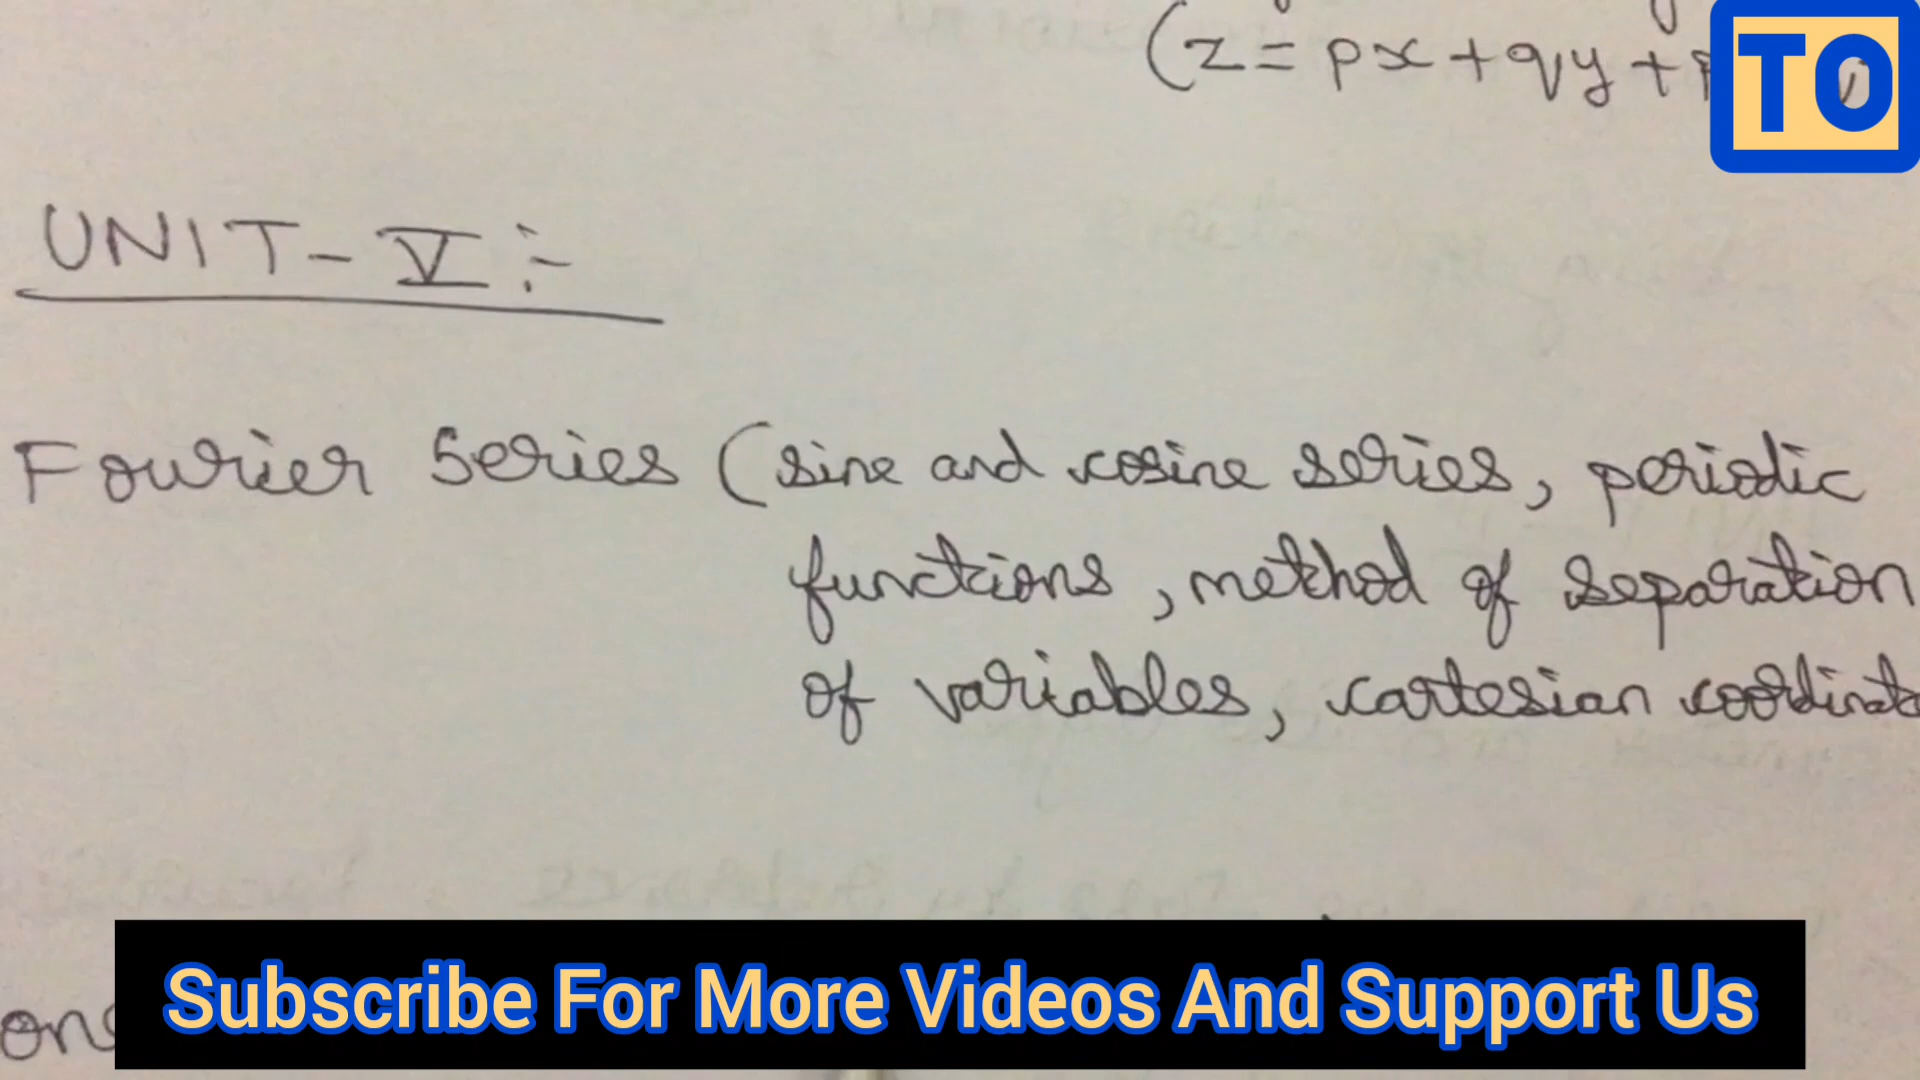 (z = px + qy +
TO
UNIT - V :-
Fourier Series (sine and cosine series, periodic
functions, method of separation
of variables, cartesian coordinate
Subscribe For More Videos And Support Us